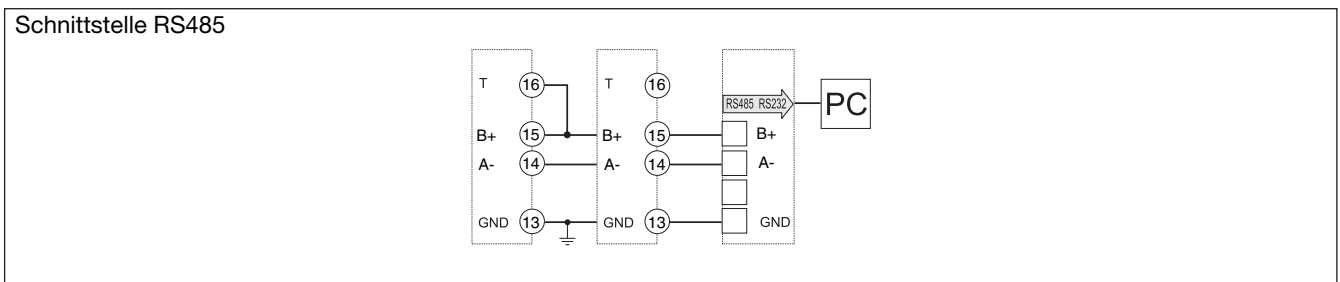 Schnittstelle RS485
T 16 T 16
RS485 RS232 PC
B+ 15 B+ 15 B+
A- 14 A- 14 A-
GND 13 GND 13 GND